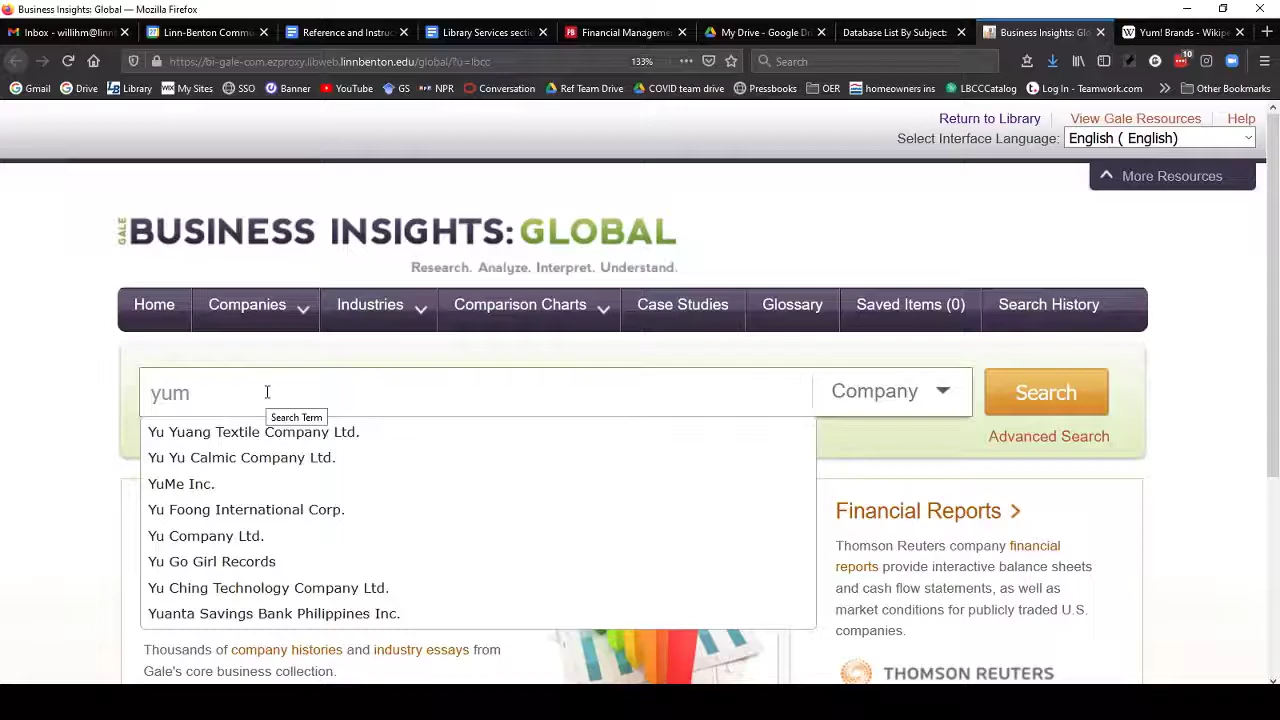 Business Insights: Global — Mozilla Firefox
Inbox - willihm@linn
Linn-Benton Commu
Reference and Instruc
Library Services secti
Financial Manageme
My Drive - Google Dri
Database List By Subject:
Business Insights: Glo
Yum! Brands - Wikipe
https://bi-gale-com.ezproxy.libweb.linnbenton.edu/global/?u=lbcc
133%
Search
10
Gmail
Drive
Library
My Sites
SSO
Banner
YouTube
GS
NPR
Conversation
Ref Team Drive
COVID team drive
Pressbooks
OER
homeowners ins
LBCCCatalog
Log In - Teamwork.com
Other Bookmarks
Return to Library
View Gale Resources
Help
Select Interface Language:
English ( English)
More Resources
GALE
BUSINESS INSIGHTS: GLOBAL
Research. Analyze. Interpret. Understand.
Home
Companies
Industries
Comparison Charts
Case Studies
Glossary
Saved Items (0)
Search History
yum
Company
Search
Search Term
Advanced Search
Yu Yuang Textile Company Ltd.
Yu Yu Calmic Company Ltd.
YuMe Inc.
Yu Foong International Corp.
Yu Company Ltd.
Yu Go Girl Records
Yu Ching Technology Company Ltd.
Yuanta Savings Bank Philippines Inc.
Thousands of company histories and industry essays from
Gale's core business collection.
Financial Reports
Thomson Reuters company financial
reports provide interactive balance sheets
and cash flow statements, as well as
market conditions for publicly traded U.S.
companies.
THOMSON REUTERS